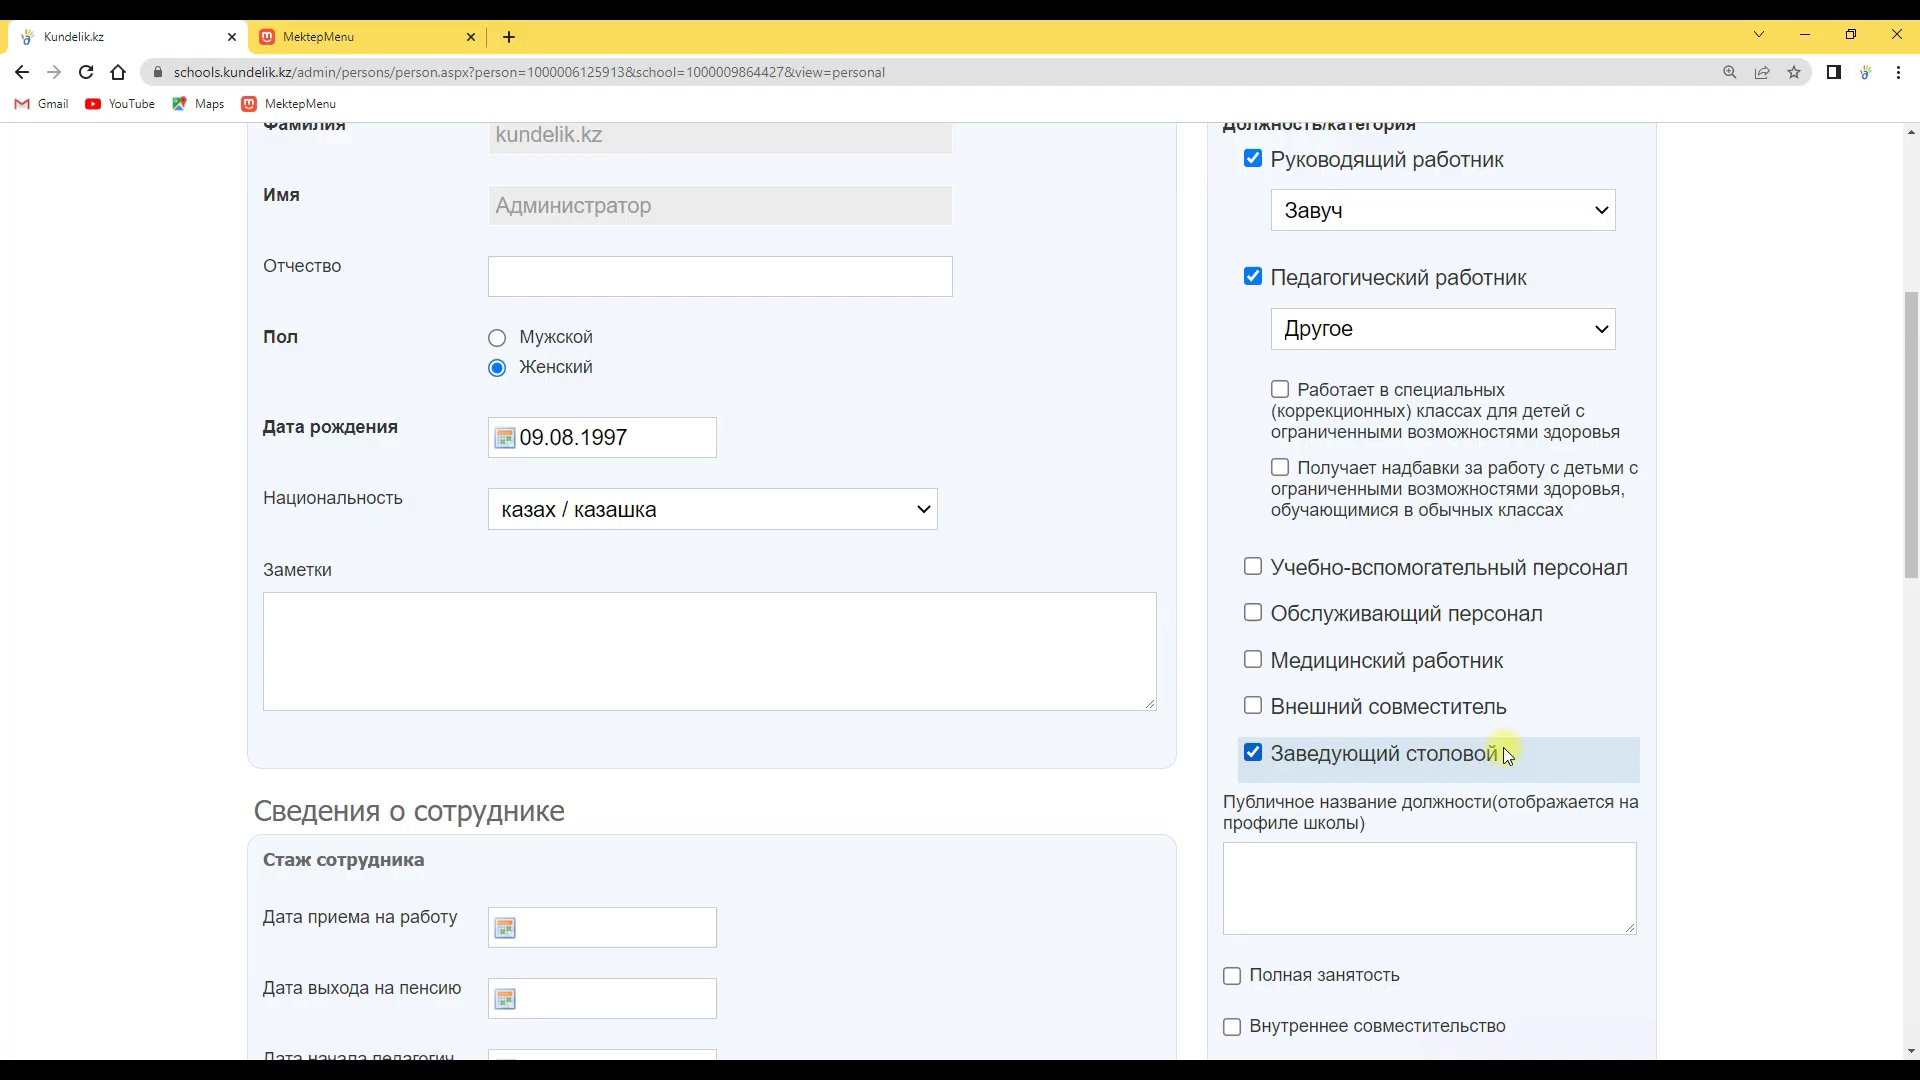 Kundelik.kz
MektepMenu
schools.kundelik.kz/admin/persons/person.aspx?person=1000006125913&school=1000009864427&view=personal
Gmail
YouTube
Maps
MektepMenu
Фамилия
kundelik.kz
Имя
Администратор
Отчество
Пол
Мужской
Женский
Дата рождения
09.08.1997
Национальность
казах / казашка
Заметки
Сведения о сотруднике
Стаж сотрудника
Дата приема на работу
Дата выхода на пенсию
Дата начала педагогич
Должность/категория
Руководящий работник
Завуч
Педагогический работник
Другое
Работает в специальных
(коррекционных) классах для детей с
ограниченными возможностями здоровья
Получает надбавки за работу с детьми с
ограниченными возможностями здоровья,
обучающимися в обычных классах
Учебно-вспомогательный персонал
Обслуживающий персонал
Медицинский работник
Внешний совместитель
Заведующий столовой
Публичное название должности(отображается на
профиле школы)
Полная занятость
Внутреннее совместительство